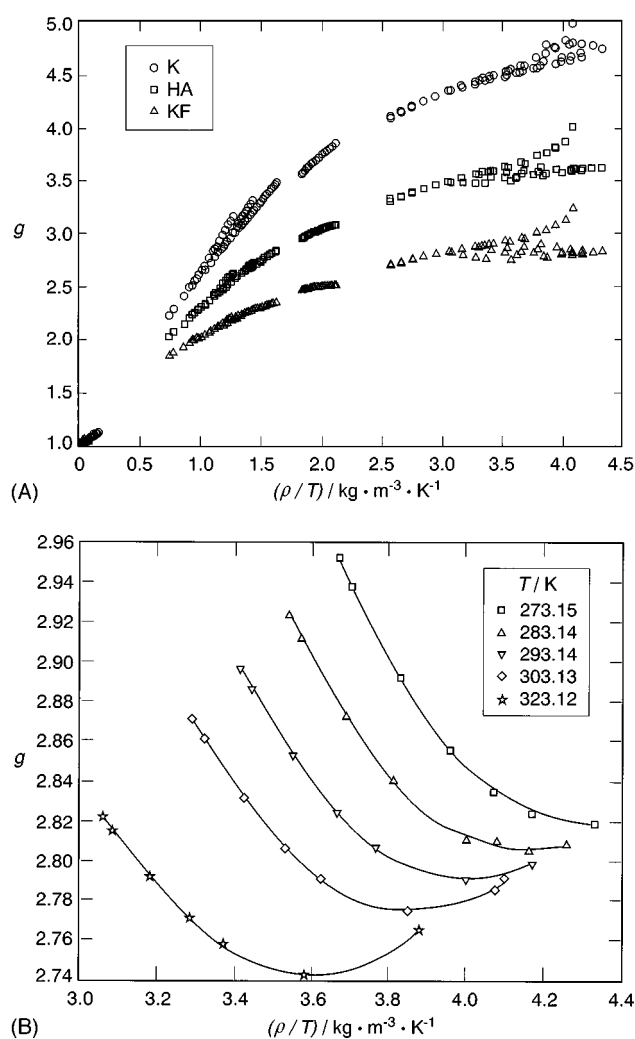 5.0
4.5
4.0
3.5
3.0
2.5
2.0
1.5
1.0
g
K
HA
KF
0 0.5 1.0 1.5 2.0 2.5 3.0 3.5 4.0 4.5
(A)
(ρ / T) / kg • m⁻³ • K⁻¹
2.96
2.94
2.92
2.90
2.88
2.86
2.84
2.82
2.80
2.78
2.76
2.74
g
T / K
273.15
283.14
293.14
303.13
323.12
3.0 3.2 3.4 3.6 3.8 4.0 4.2 4.4
(B)
(ρ / T) / kg • m⁻³ • K⁻¹